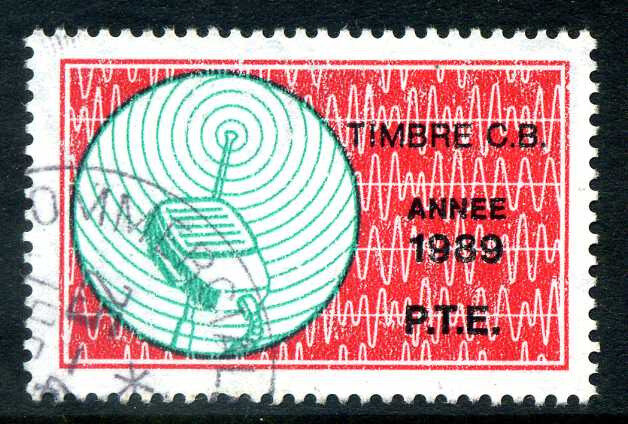 TIMBRE C.B.
ANNEE
1989
P.T.E.